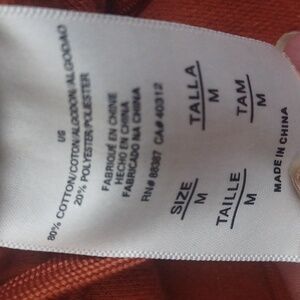 US
80% COTTON/COTON/ALGODON/ALGODAO
20% POLYESTER/POLIESTER
FABRIQUÉ EN CHINE
HECHO EN CHINA
FABRICADO NA CHINA
RN# 88987 CA# 40312
SIZE
M
TALLA
M
TAILLE
M
TAM
M
MADE IN CHINA